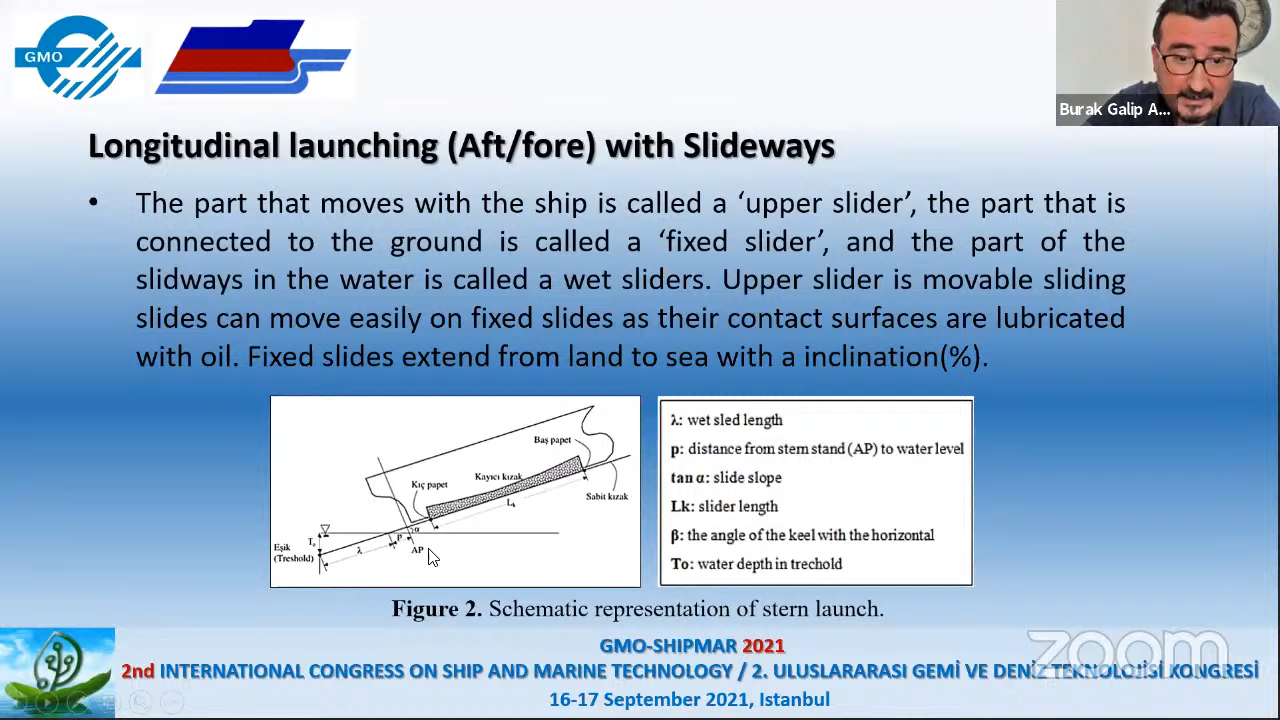 GMO
Burak Galip A...
Longitudinal launching (Aft/fore) with Slideways
• The part that moves with the ship is called a ‘upper slider’, the part that is
connected to the ground is called a ‘fixed slider’, and the part of the
slidways in the water is called a wet sliders. Upper slider is movable sliding
slides can move easily on fixed slides as their contact surfaces are lubricated
with oil. Fixed slides extend from land to sea with a inclination(%).
Baş papet
Kayıcı kızak
Kıç papet
Sabit kızak
Lk
α
p
AP
λ
To
Eşik
(Treshold)
λ: wet sled length
p: distance from stern stand (AP) to water level
tan α: slide slope
Lk: slider length
β: the angle of the keel with the horizontal
To: water depth in trechold
Figure 2. Schematic representation of stern launch.
GMO-SHIPMAR 2021
2nd INTERNATIONAL CONGRESS ON SHIP AND MARINE TECHNOLOGY / 2. ULUSLARARASI GEMİ VE DENİZ TEKNOLOJİSİ KONGRESİ
16-17 September 2021, Istanbul
zoom